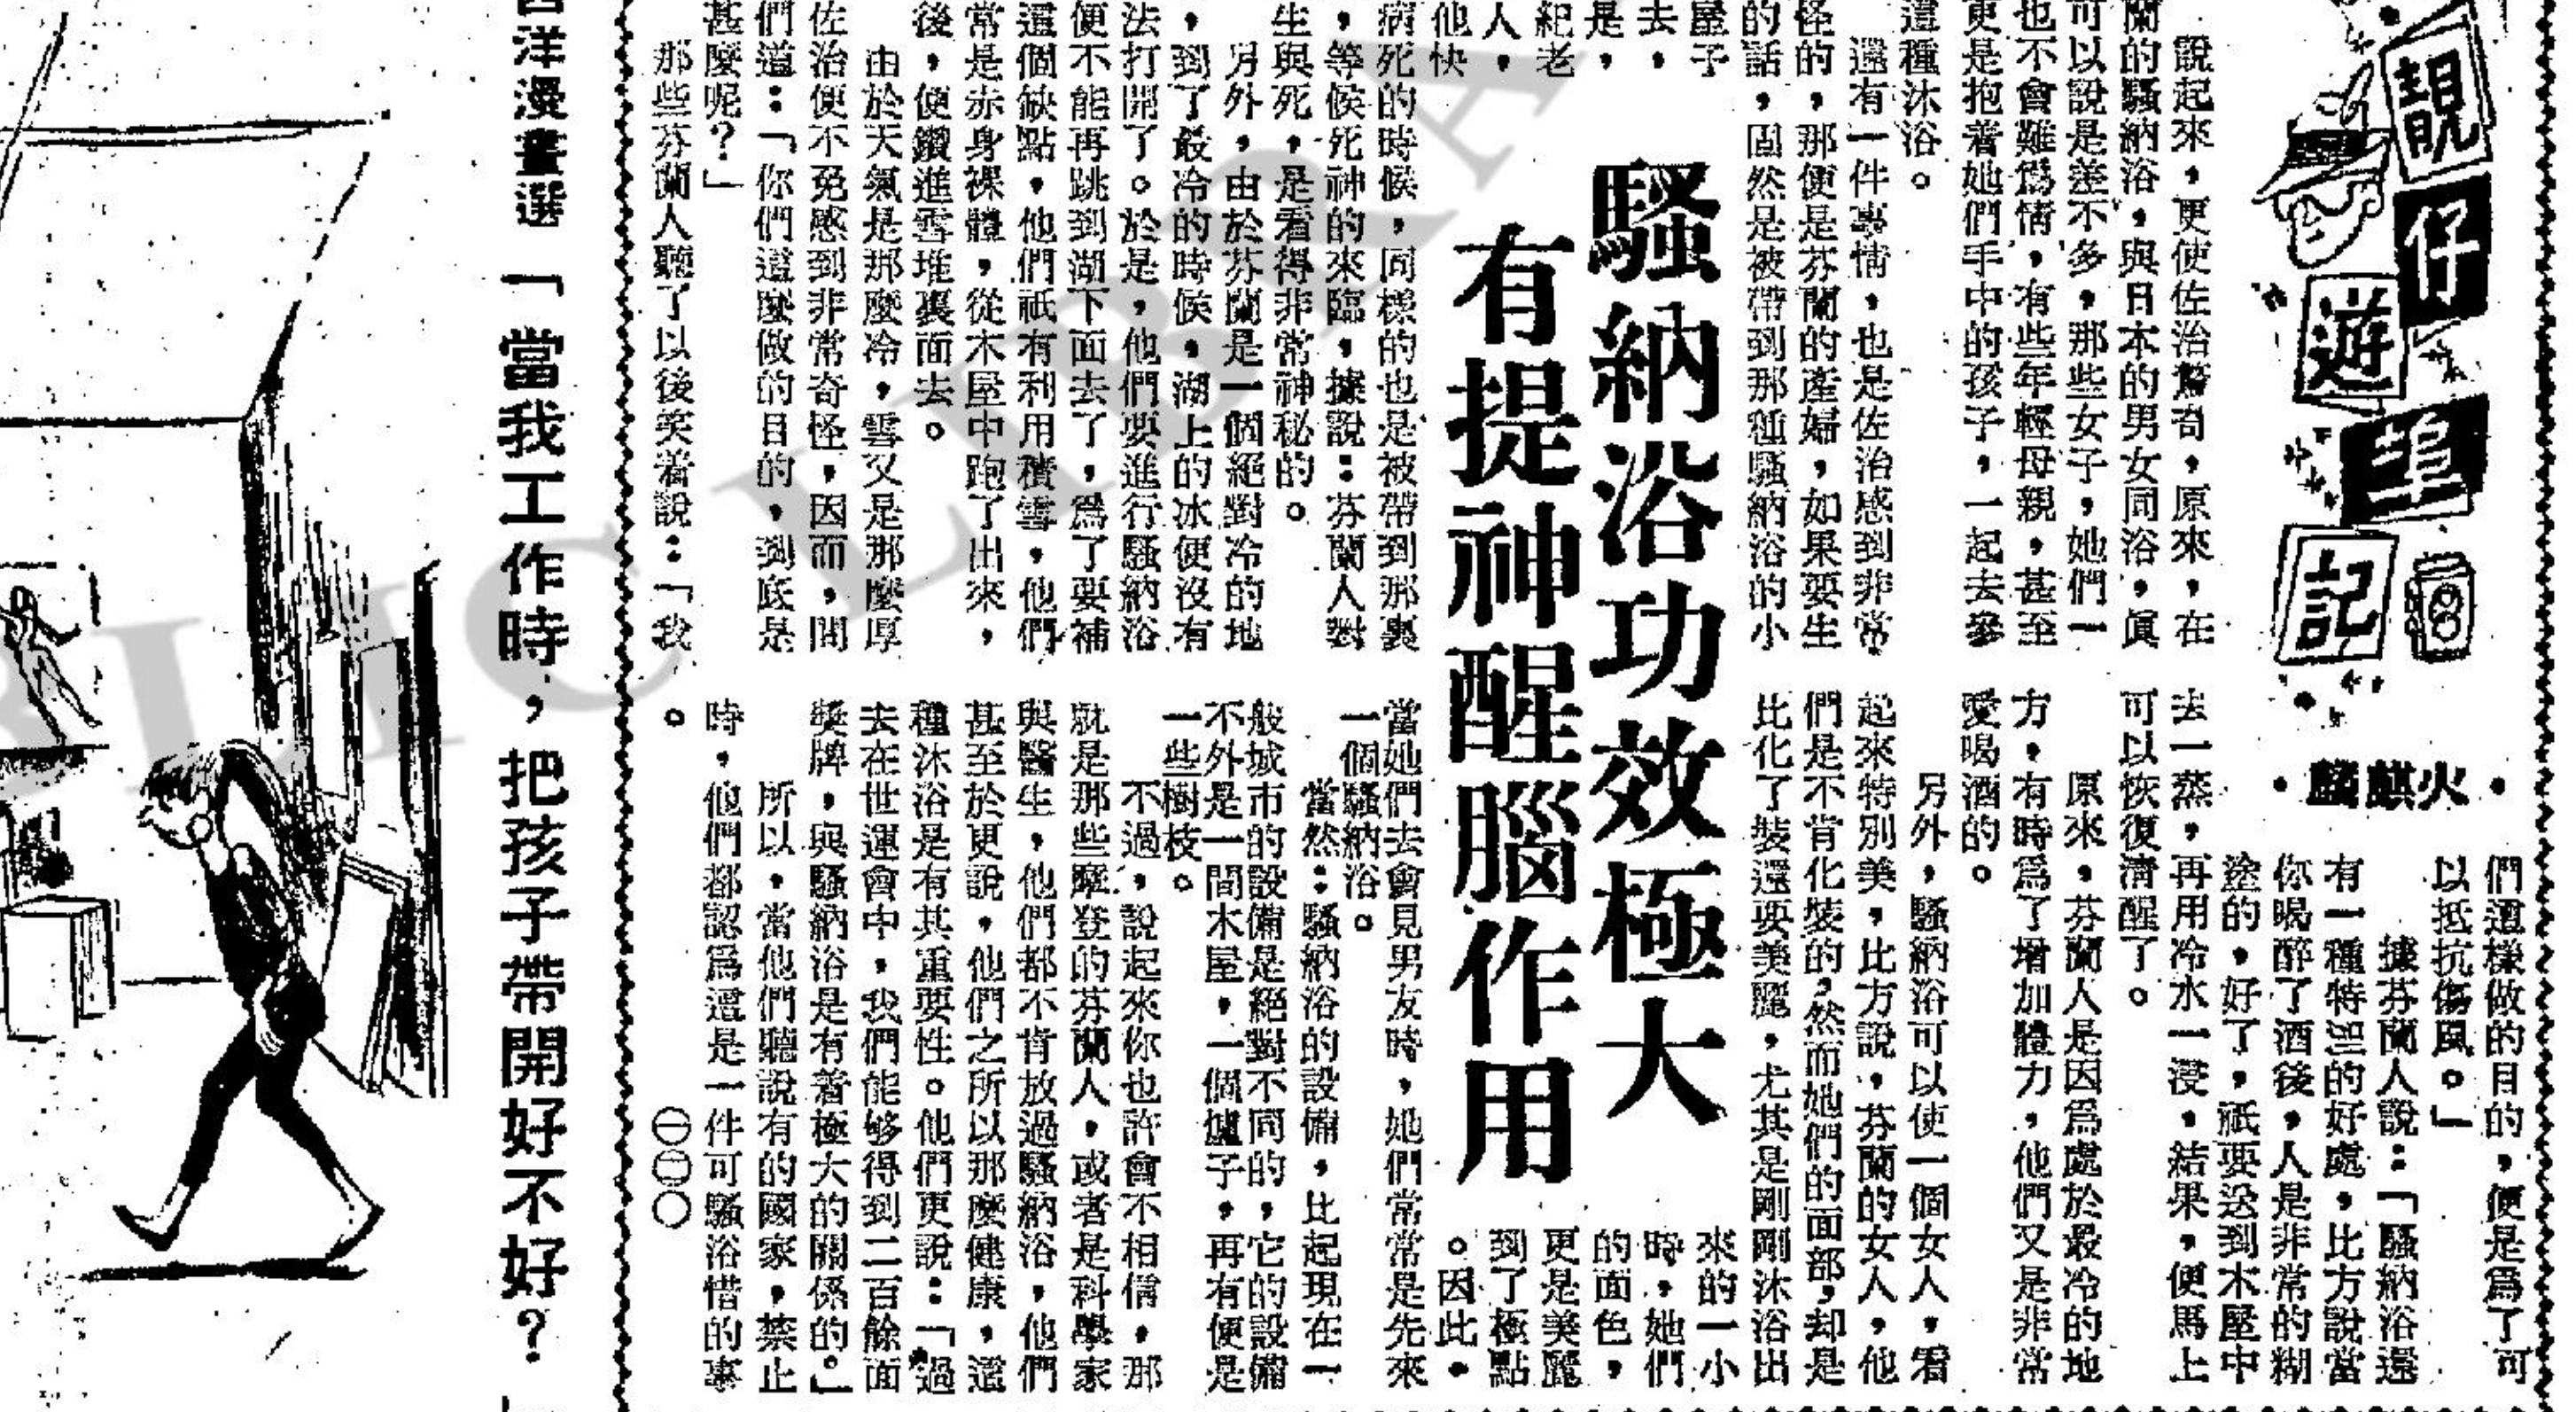 靚仔遊
記
・火麒麟・
騷納浴功效極大
有提神醒腦作用
說起來,更使佐治驚奇,原來,在
蘭的騷納浴,與日本的男女同浴,眞
可以說是差不多,那些女子,她們一
也不會難爲情,有些年輕母親,甚至
更是抱着她們手中的孩子,一起去參
這種沐浴。
還有一件事情,也是佐治感到非常
怪的,那便是芬蘭的產婦,如果要生
的話,固然是被帶到那種騷納浴的小
屋子
去,
是,
紀老
人,
他快
病死的時候,同樣的也是被帶到那裏
,等候死神的來臨,據說:芬蘭人對
生與死,是看得非常神秘的。
另外,由於芬蘭是一個絕對冷的地
,到了最冷的時候,湖上的冰便沒有
法打開了。於是,他們要進行騷納浴
便不能再跳到湖下面去了,爲了要補
這個缺點,他們祇有利用積雪,他們
常是赤身裸體,從木屋中跑了出來,
後,便鑽進雪堆裏面去。
由於天氣是那麼冷,雪又是那麼厚
佐治便不免感到非常奇怪,因而,問
們道:「你們這麼做的目的,到底是
甚麼呢?」
那些芬蘭人聽了以後笑着說:「我
們這樣做的目的,便是爲了可
以抵抗傷風。」
據芬蘭人說:「騷納浴還
有一種特別的好處,比方說當
你喝醉了酒後,人是非常的糊
塗的,好了,祇要送到木屋中
去一蒸,再用冷水一浸,結果,便馬上
可以恢復清醒了。
原來,芬蘭人是因爲處於最冷的地
方,有時爲了增加體力,他們又是非常
愛喝酒的。
另外,騷納浴可以使一個女人,看
起來特別美,比方說,芬蘭的女人,他
們是不肯化裝的,然而她們的面部,却是
比化了裝還要美麗,尤其是剛剛沐浴出
來的一小
時,她們
的面色,
更是美麗
到了極點
。因此,
當她們去會見男友時,她們常常是先來
一個騷納浴。
當然:騷納浴的設備,比起現在一
般城市的設備是絕對不同的,它的設備
不外是一間木屋,一個爐子,再有便是
一些樹枝。
不過,說起來你也許會不相信,那
就是那些摩登的芬蘭人,或者是科學家
與醫生,他們都不肯放過騷納浴,他們
甚至於更說,他們之所以那麼健康,這
種沐浴是有其重要性。他們更說:「過
去在世運會中,我們能够得到二百餘面
獎牌,與騷納浴是有着極大的關係的。」
所以,當他們聽說有的國家,禁止
時,他們都認爲這是一件可騷浴惜的事
。　㊀㊁〇
西洋漫畫選「當我工作時,把孩子帶開好不好?」
PUBLIC LIBRA